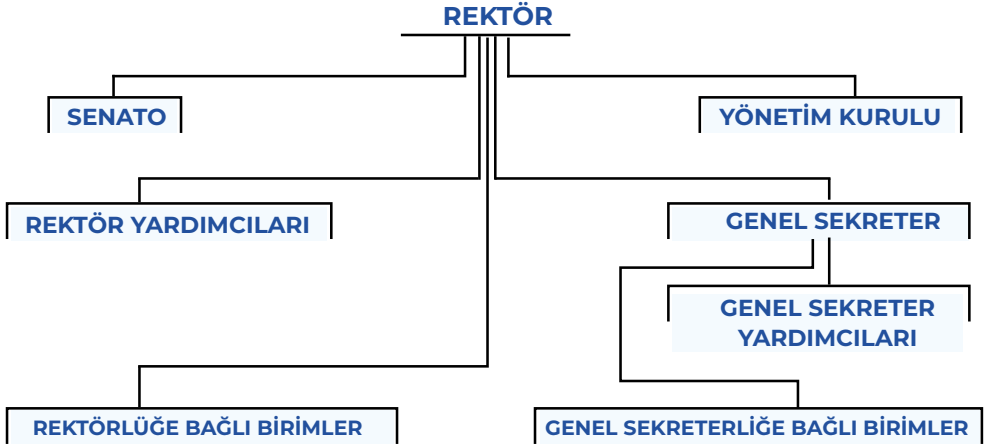 REKTÖR
SENATO
YÖNETİM KURULU
REKTÖR YARDIMCILARI
GENEL SEKRETER
GENEL SEKRETER
YARDIMCILARI
REKTÖRLÜĞE BAĞLI BİRİMLER
GENEL SEKRETERLİĞE BAĞLI BİRİMLER